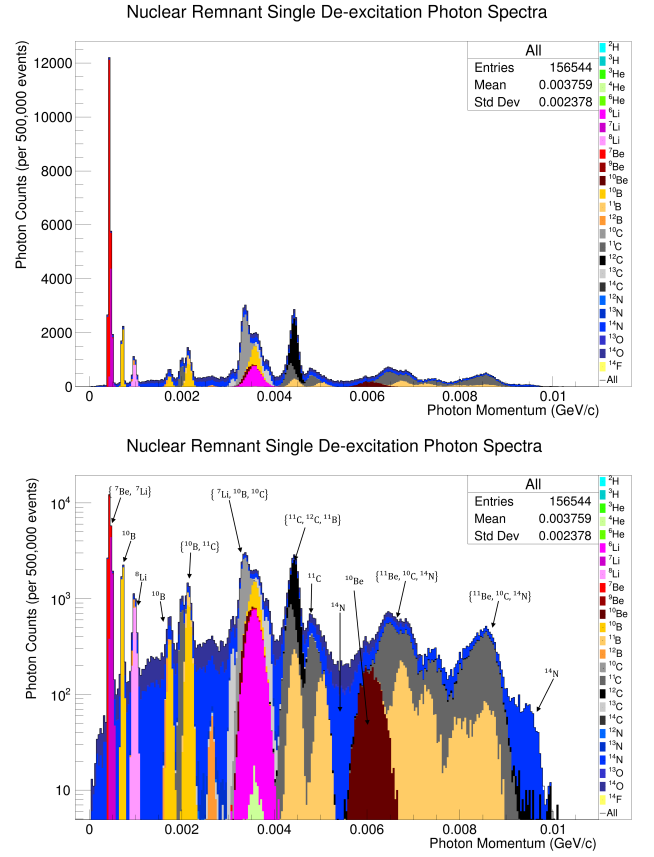 Nuclear Remnant Single De-excitation Photon Spectra
Photon Counts (per 500,000 events)
12000
10000
8000
6000
4000
2000
0
0
0.002
0.004
0.006
0.008
0.01
Photon Momentum (GeV/c)
All
Entries 156544
Mean 0.003759
Std Dev 0.002378
²H
³H
³He
⁴He
⁶He
⁶Li
⁷Li
⁸Li
⁷Be
⁹Be
¹⁰Be
¹⁰B
¹¹B
¹²B
¹⁰C
¹¹C
¹²C
¹³C
¹⁴C
¹²N
¹³N
¹⁴N
¹³O
¹⁴O
¹⁴F
All
Nuclear Remnant Single De-excitation Photon Spectra
Photon Counts (per 500,000 events)
10⁴
10³
10²
10
0
0.002
0.004
0.006
0.008
0.01
Photon Momentum (GeV/c)
{ ⁷Be, ⁷Li}
¹⁰B
⁸Li
¹⁰B
{¹⁰B, ¹¹C}
{ ⁷Li, ¹⁰B, ¹⁰C}
{¹¹C, ¹²C, ¹¹B}
¹¹C
¹⁴N
¹⁰Be
{¹¹Be, ¹⁰C, ¹⁴N}
{¹¹Be, ¹⁰C, ¹⁴N}
¹⁴N
All
Entries 156544
Mean 0.003759
Std Dev 0.002378
²H
³H
³He
⁴He
⁶He
⁶Li
⁷Li
⁸Li
⁷Be
⁹Be
¹⁰Be
¹⁰B
¹¹B
¹²B
¹⁰C
¹¹C
¹²C
¹³C
¹⁴C
¹²N
¹³N
¹⁴N
¹³O
¹⁴O
¹⁴F
All